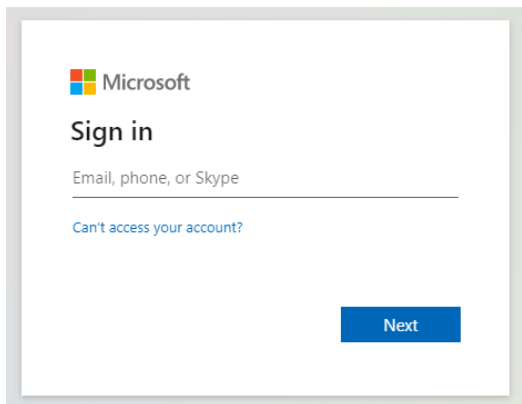 Microsoft
Sign in
Email, phone, or Skype
Can't access your account?
Next